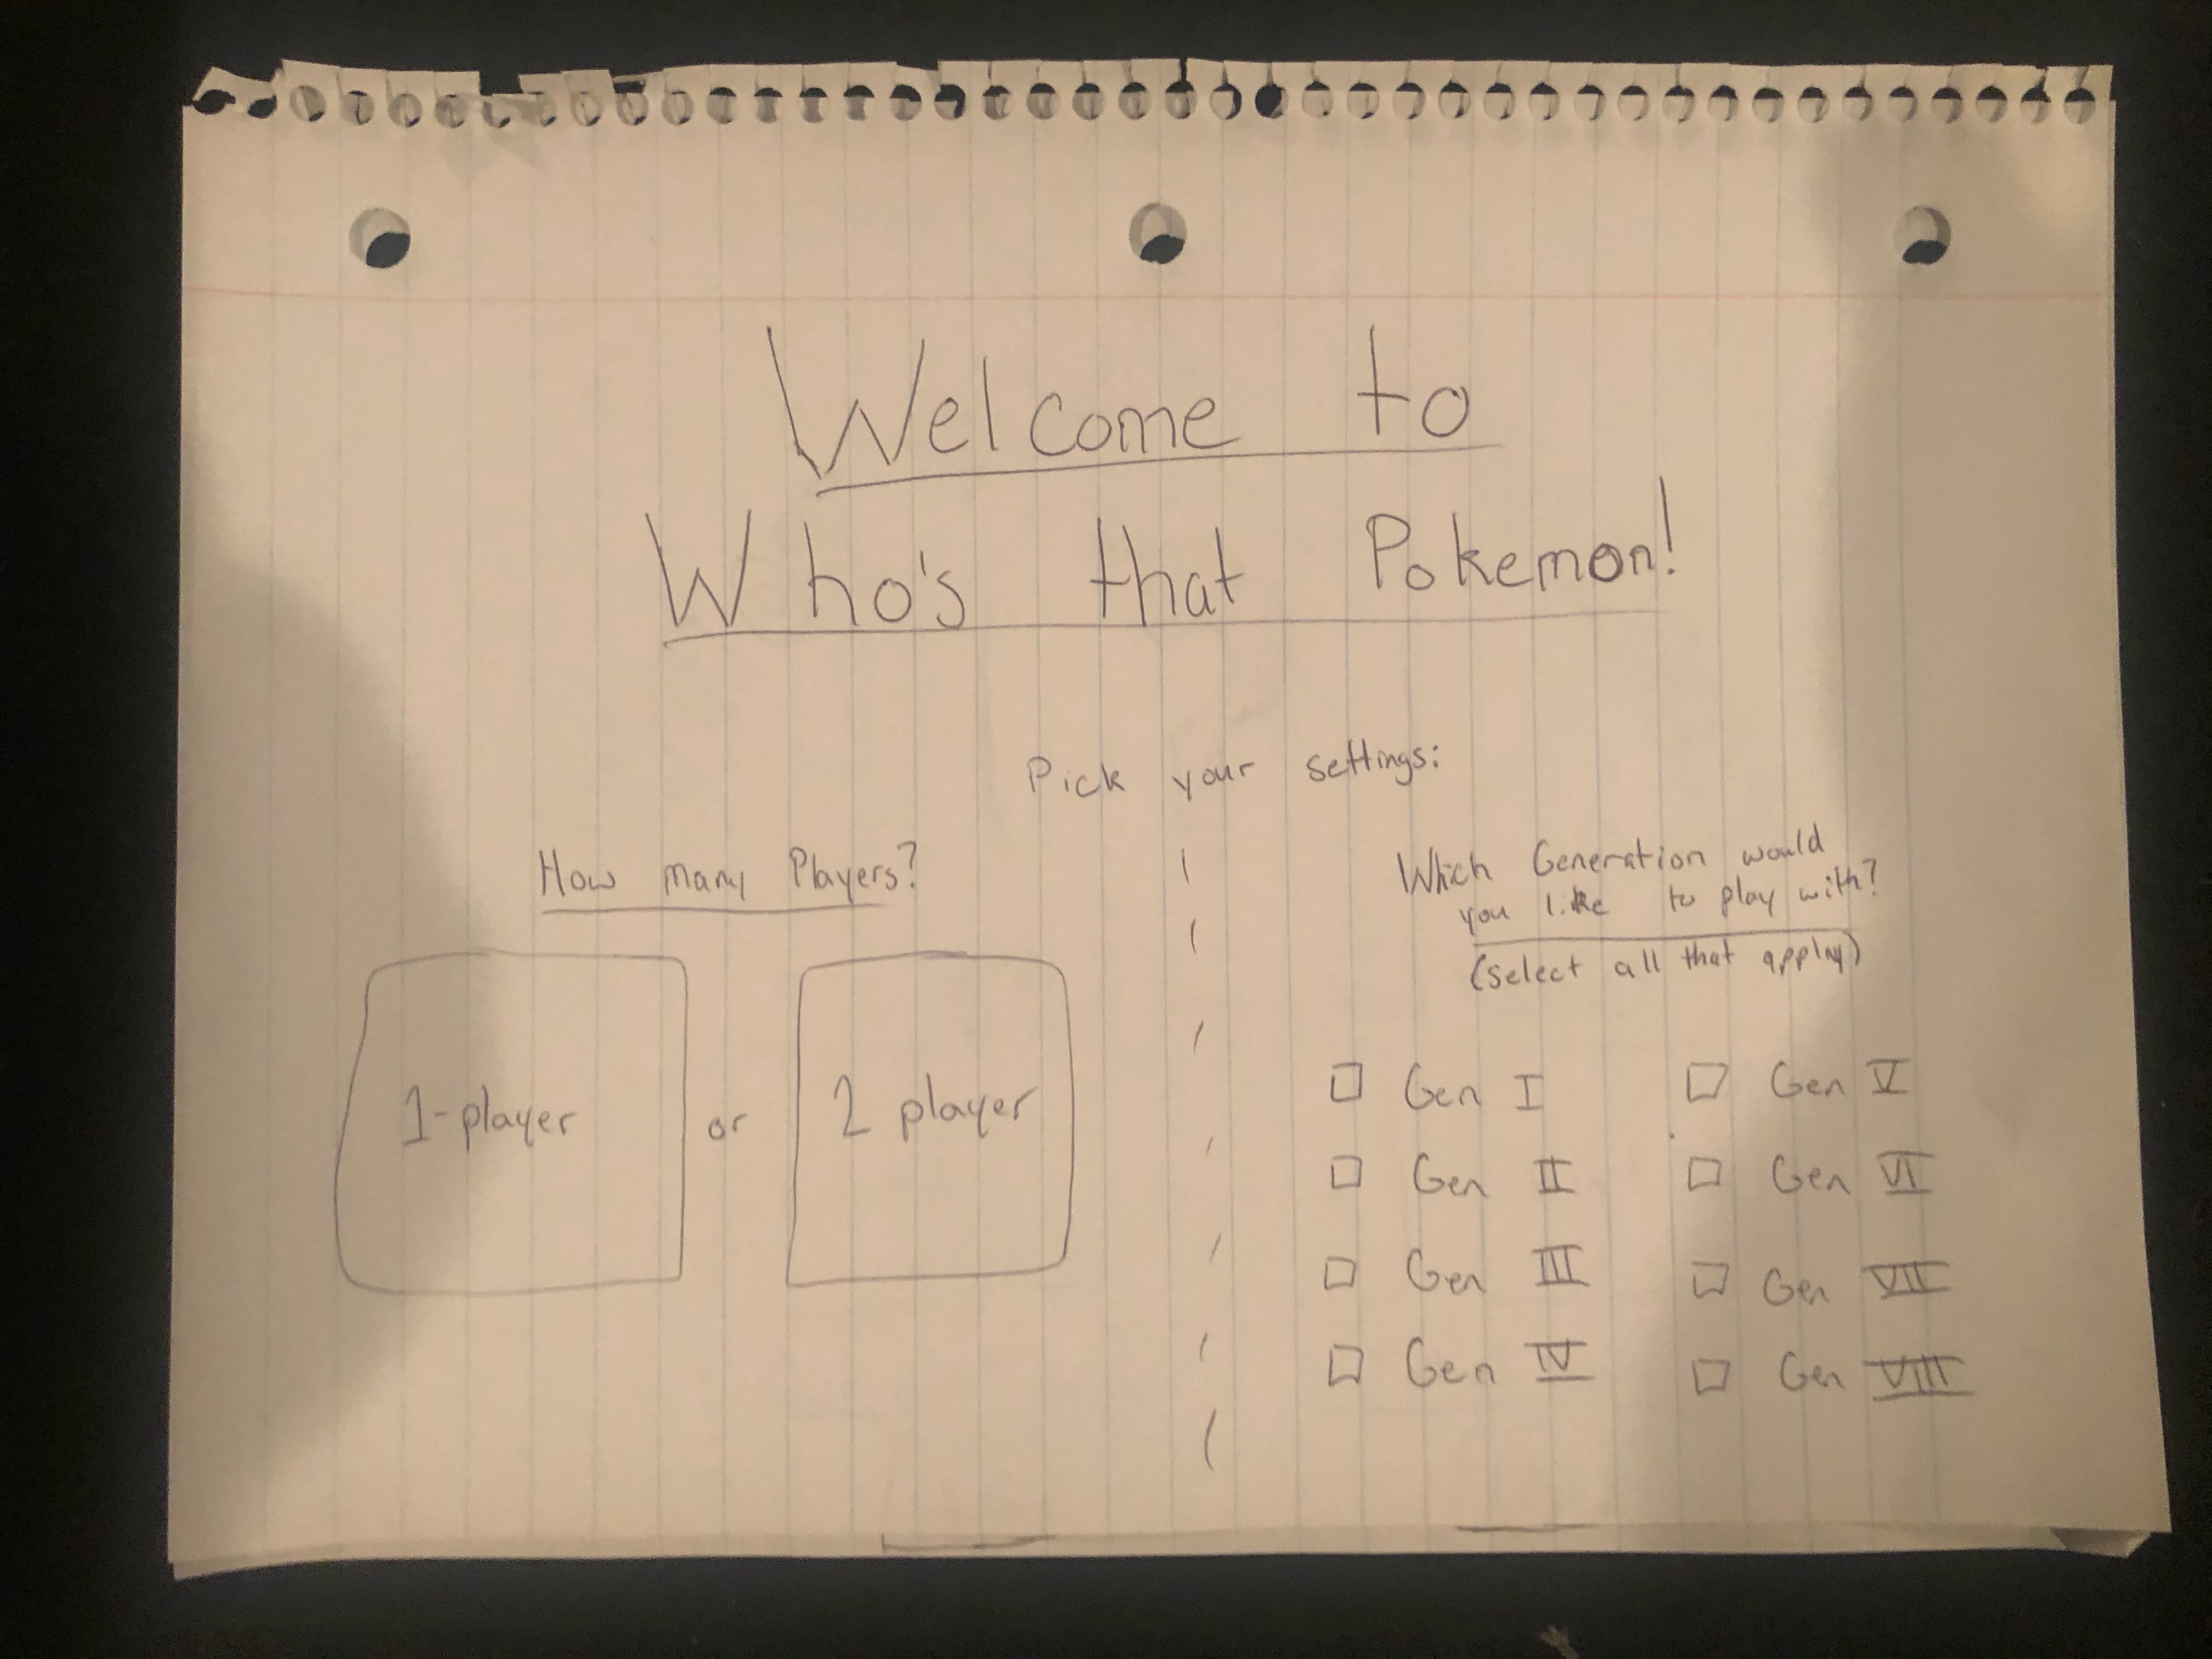 Welcome to
Who's that Pokemon!
Pick your settings:
How many Players?
1-player
or
2 player
Which Generation would
you like to play with?
(select all that apply)
Gen I
Gen II
Gen III
Gen IV
Gen V
Gen VI
Gen VII
Gen VIII